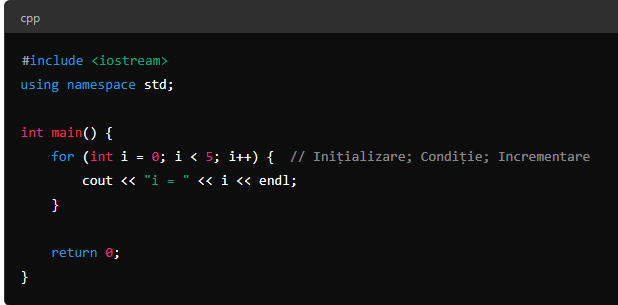 cpp
#include <iostream>
using namespace std;
int main() {
    for (int i = 0; i < 5; i++) {  // Inițializare; Condiție; Incrementare
        cout << "i = " << i << endl;
    }
    return 0;
}